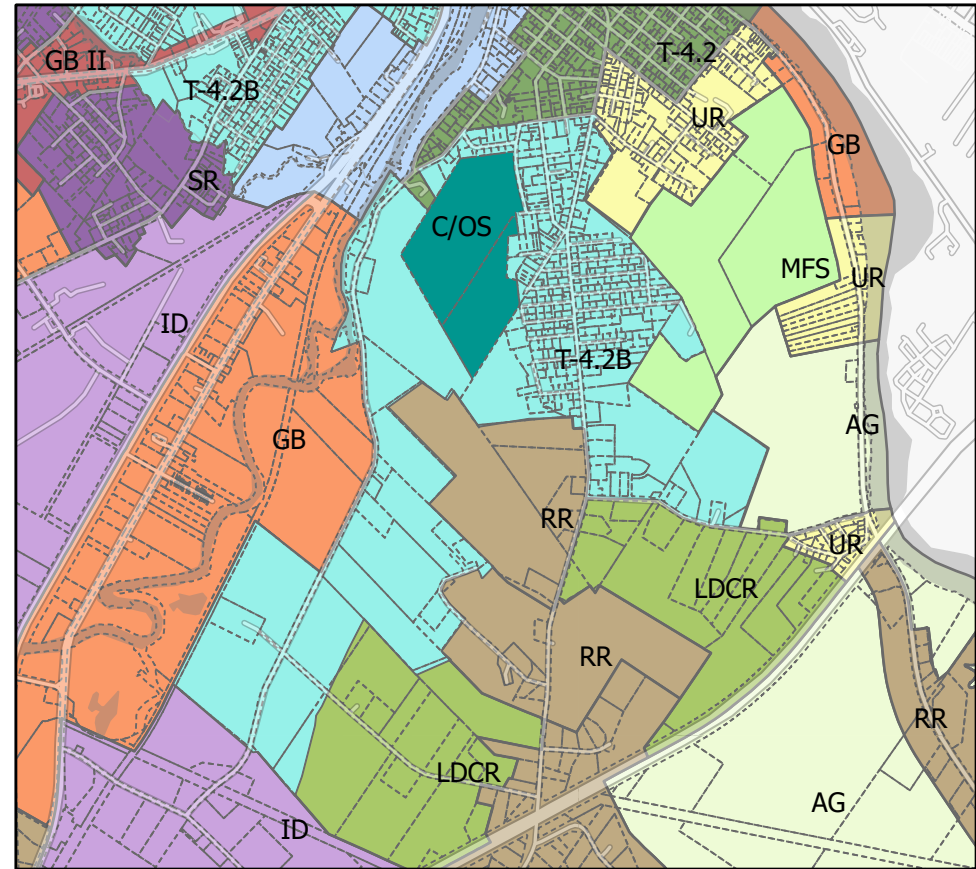 T-4.2
GB II
T-4.2B
UR
GB
SR
C/OS
MFS
UR
ID
T-4.2B
AG
GB
RR
UR
LDCR
RR
RR
LDCR
AG
ID